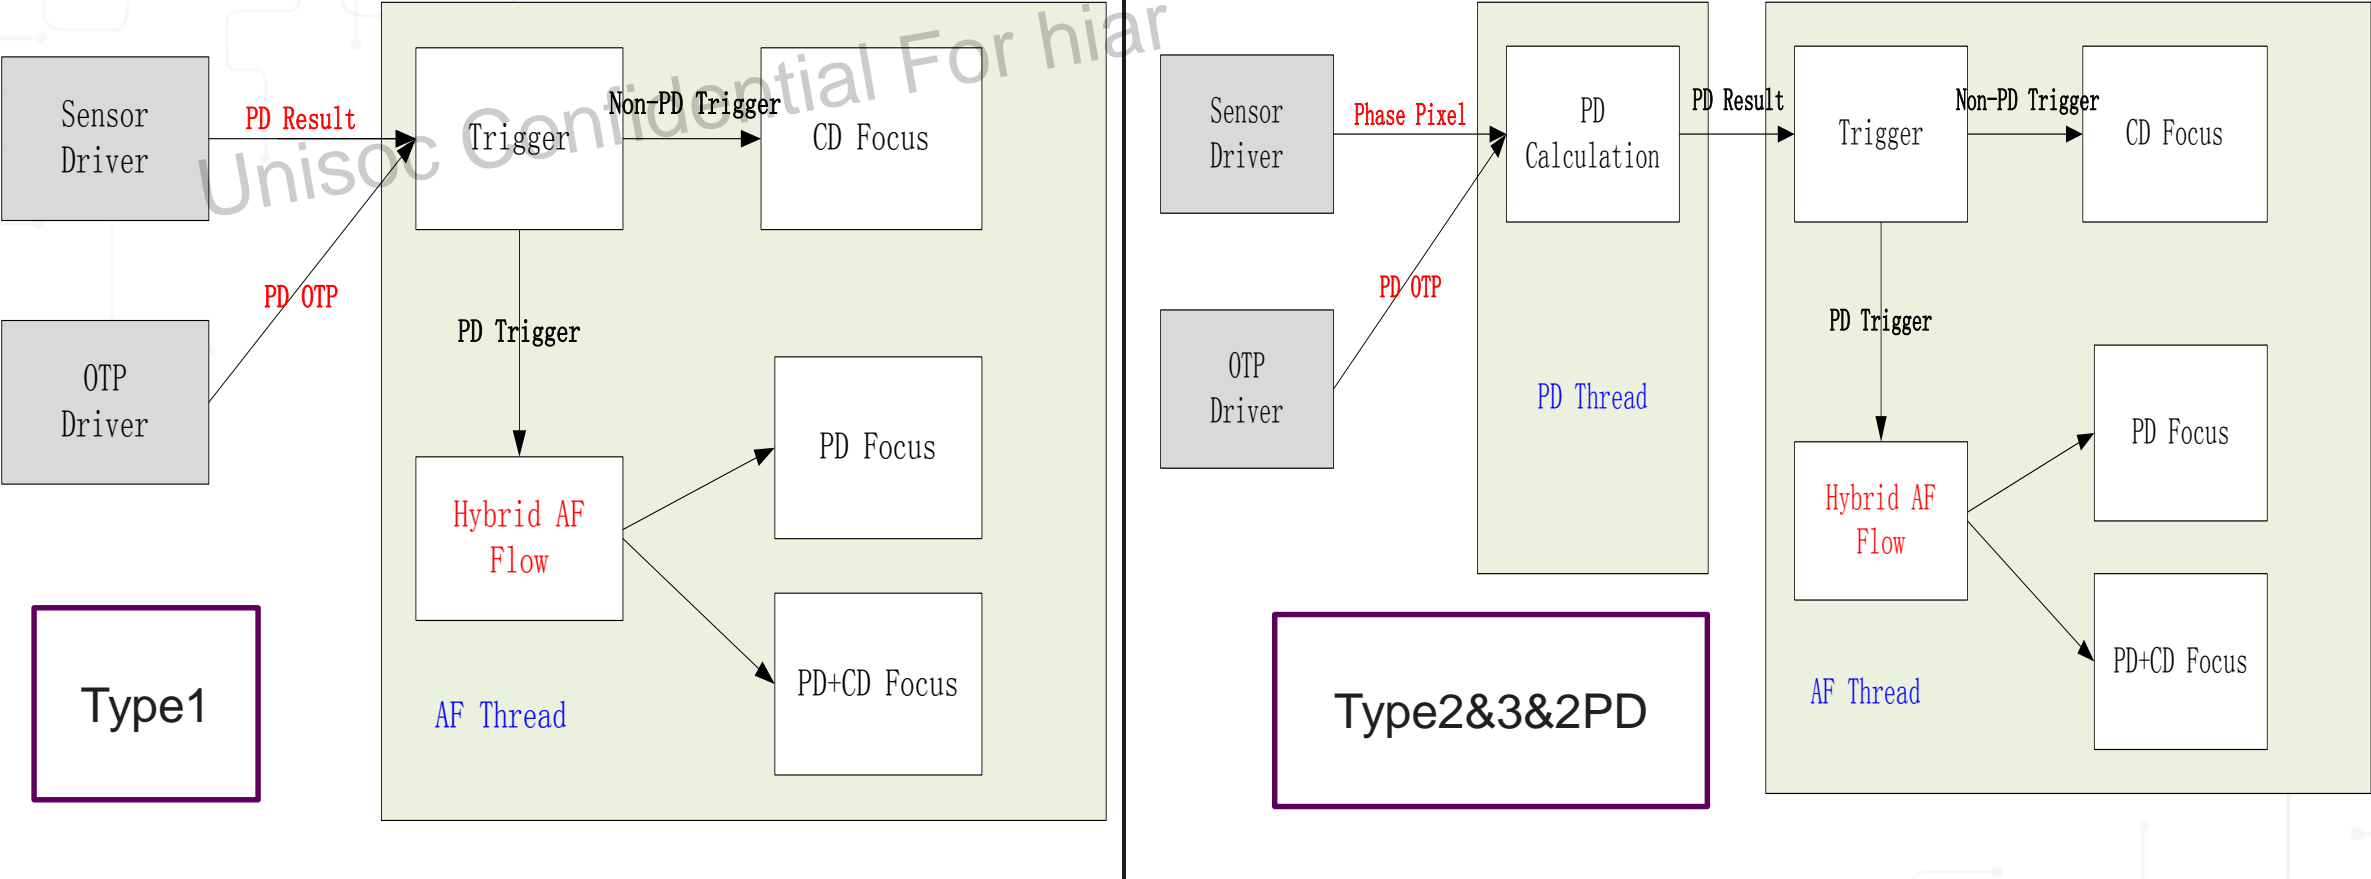 Unisoc Confidential For hiar
Sensor
Driver
PD Result
Trigger
Non-PD Trigger
CD Focus
PD OTP
OTP
Driver
PD Trigger
Hybrid AF
Flow
PD Focus
PD+CD Focus
AF Thread
Type1
Sensor
Driver
Phase Pixel
PD
Calculation
PD Result
Trigger
Non-PD Trigger
CD Focus
PD OTP
OTP
Driver
PD Thread
PD Trigger
Hybrid AF
Flow
PD Focus
PD+CD Focus
AF Thread
Type2&3&2PD